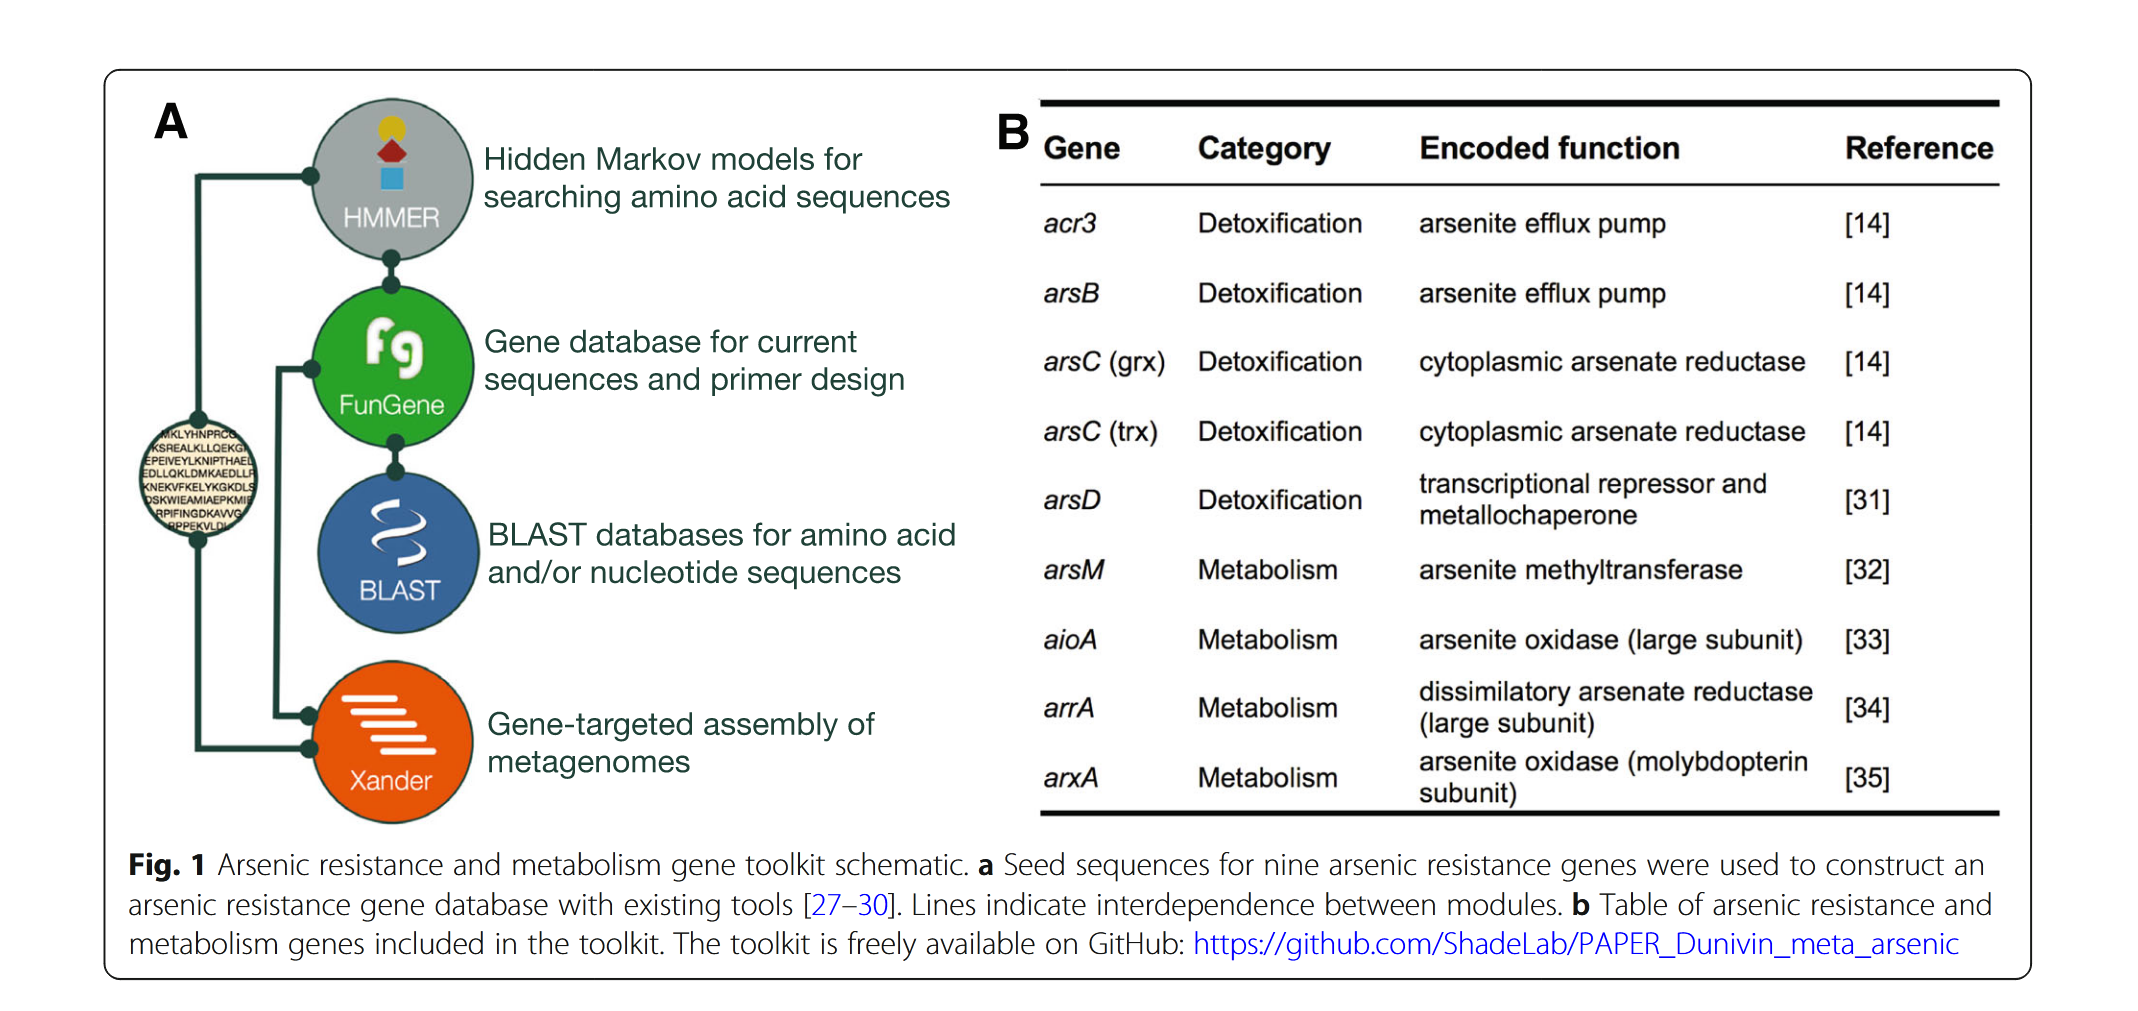 A
HMMER
Hidden Markov models for
searching amino acid sequences
fg
FunGene
Gene database for current
sequences and primer design
MKLYHNPRCG
KSREALKLLQEKG
EPEIVEYLKNIPTHAEL
EDLLQKLDMKAEDLLR
KNEKVFKELYKGKDLS
DSKWIEAMIAEPKMIE
RPIFINGDKAVVG
RPPEKVLDL
BLAST
BLAST databases for amino acid
and/or nucleotide sequences
Xander
Gene-targeted assembly of
metagenomes
B
Gene Category Encoded function Reference
acr3 Detoxification arsenite efflux pump [14]
arsB Detoxification arsenite efflux pump [14]
arsC (grx) Detoxification cytoplasmic arsenate reductase [14]
arsC (trx) Detoxification cytoplasmic arsenate reductase [14]
arsD Detoxification transcriptional repressor and
metallochaperone [31]
arsM Metabolism arsenite methyltransferase [32]
aioA Metabolism arsenite oxidase (large subunit) [33]
arrA Metabolism dissimilatory arsenate reductase
(large subunit) [34]
arxA Metabolism arsenite oxidase (molybdopterin
subunit) [35]
Fig. 1 Arsenic resistance and metabolism gene toolkit schematic. a Seed sequences for nine arsenic resistance genes were used to construct an
arsenic resistance gene database with existing tools [27–30]. Lines indicate interdependence between modules. b Table of arsenic resistance and
metabolism genes included in the toolkit. The toolkit is freely available on GitHub: https://github.com/ShadeLab/PAPER_Dunivin_meta_arsenic